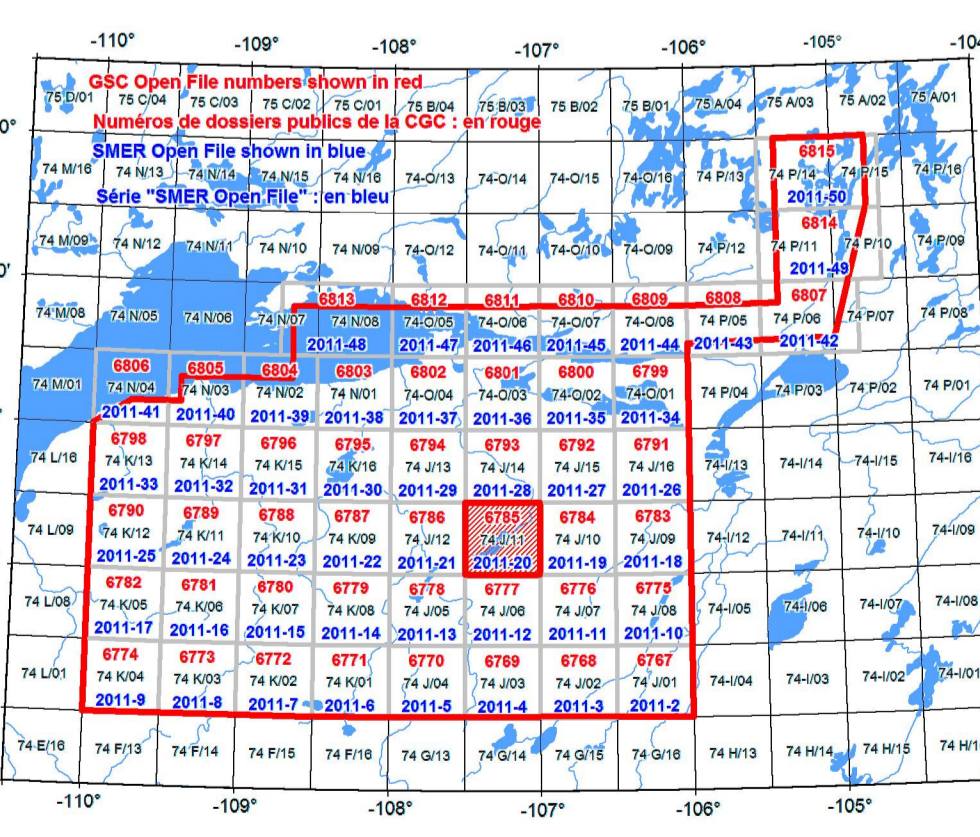 -110° -109° -108° -107° -106° -105° -104
GSC Open File numbers shown in red
75 D/01 75 C/04 75 C/03 75 C/02 75 C/01 75 B/04 75 B/03 75 B/02 75 B/01 75 A/04 75 A/03 75 A/02 75 A/01
Numéros de dossiers publics de la CGC : en rouge
0°
SMER Open File shown in blue
6815
74 M/16 74 N/13 74 N/14 74 N/15 74 N/16 74-O/13 74-O/14 74-O/15 74-O/16 74 P/13 74 P/14 74 P/15 74 P/16
Série "SMER Open File" : en bleu
2011-50
6814
74 M/09 74 N/12 74 N/11 74 N/10 74 N/09 74-O/12 74-O/11 74-O/10 74-O/09 74 P/12 74 P/11 74 P/10 74 P/09
0'
2011-49
6813 6812 6811 6810 6809 6808 6807
74 M/08 74 N/05 74 N/06 74 N/07 74 N/08 74-O/05 74-O/06 74-O/07 74-O/08 74 P/05 74 P/06 74 P/07 74 P/08
2011-48 2011-47 2011-46 2011-45 2011-44 2011-43 2011-42
6806 6805 6804 6803 6802 6801 6800 6799
74 M/01 74 N/04 74 N/03 74 N/02 74 N/01 74-O/04 74-O/03 74-O/02 74-O/01 74 P/04 74 P/03 74 P/02 74 P/01
2011-41 2011-40 2011-39 2011-38 2011-37 2011-36 2011-35 2011-34
6798 6797 6796 6795 6794 6793 6792 6791
74 L/16 74 K/13 74 K/14 74 K/15 74 K/16 74 J/13 74 J/14 74 J/15 74 J/16 74-I/13 74-I/14 74-I/15 74-I/16
2011-33 2011-32 2011-31 2011-30 2011-29 2011-28 2011-27 2011-26
6790 6789 6788 6787 6786 6785 6784 6783
74 L/09 74 K/12 74 K/11 74 K/10 74 K/09 74 J/12 74 J/11 74 J/10 74 J/09 74-I/12 74-I/11 74-I/10 74-I/09
2011-25 2011-24 2011-23 2011-22 2011-21 2011-20 2011-19 2011-18
6782 6781 6780 6779 6778 6777 6776 6775
74 L/08 74 K/05 74 K/06 74 K/07 74 K/08 74 J/05 74 J/06 74 J/07 74 J/08 74-I/05 74-I/06 74-I/07 74-I/08
2011-17 2011-16 2011-15 2011-14 2011-13 2011-12 2011-11 2011-10
6774 6773 6772 6771 6770 6769 6768 6767
74 L/01 74 K/04 74 K/03 74 K/02 74 K/01 74 J/04 74 J/03 74 J/02 74 J/01 74-I/04 74-I/03 74-I/02 74-I/01
2011-9 2011-8 2011-7 2011-6 2011-5 2011-4 2011-3 2011-2
74 E/16 74 F/13 74 F/14 74 F/15 74 F/16 74 G/13 74 G/14 74 G/15 74 G/16 74 H/13 74 H/14 74 H/15 74 H/1
-110° -109° -108° -107° -106° -105°